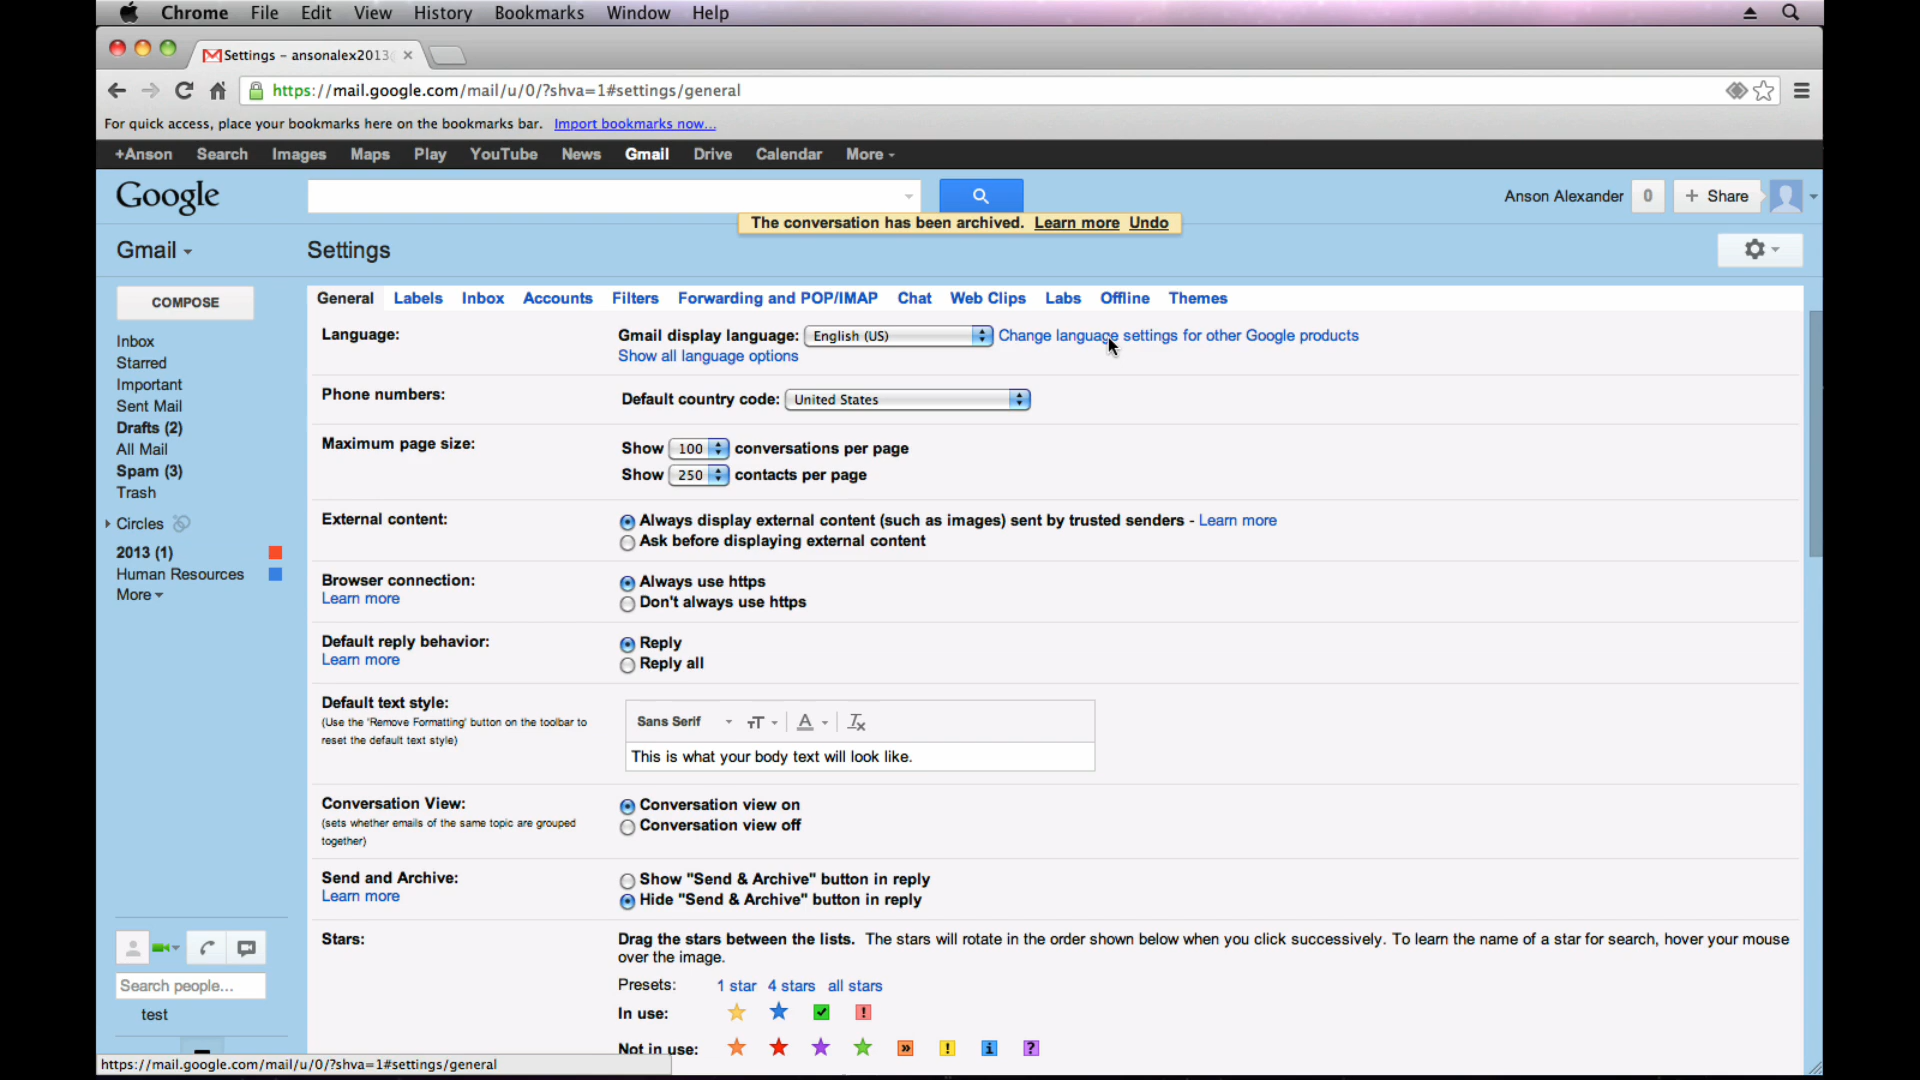 Chrome File Edit View History Bookmarks Window Help
Settings – ansonalex2013
https://mail.google.com/mail/u/0/?shva=1#settings/general
For quick access, place your bookmarks here on the bookmarks bar. Import bookmarks now...
+Anson Search Images Maps Play YouTube News Gmail Drive Calendar More
Google
Anson Alexander 0 + Share
The conversation has been archived. Learn more Undo
Gmail
Settings
COMPOSE
Inbox
Starred
Important
Sent Mail
Drafts (2)
All Mail
Spam (3)
Trash
Circles
2013 (1)
Human Resources
More
Search people...
test
General Labels Inbox Accounts Filters Forwarding and POP/IMAP Chat Web Clips Labs Offline Themes
Language:
Gmail display language: English (US) Change language settings for other Google products
Show all language options
Phone numbers:
Default country code: United States
Maximum page size:
Show 100 conversations per page
Show 250 contacts per page
External content:
Always display external content (such as images) sent by trusted senders - Learn more
Ask before displaying external content
Browser connection:
Learn more
Always use https
Don't always use https
Default reply behavior:
Learn more
Reply
Reply all
Default text style:
(Use the 'Remove Formatting' button on the toolbar to
reset the default text style)
Sans Serif
This is what your body text will look like.
Conversation View:
(sets whether emails of the same topic are grouped
together)
Conversation view on
Conversation view off
Send and Archive:
Learn more
Show "Send & Archive" button in reply
Hide "Send & Archive" button in reply
Stars:
Drag the stars between the lists. The stars will rotate in the order shown below when you click successively. To learn the name of a star for search, hover your mouse
over the image.
Presets: 1 star 4 stars all stars
In use:
Not in use:
https://mail.google.com/mail/u/0/?shva=1#settings/general